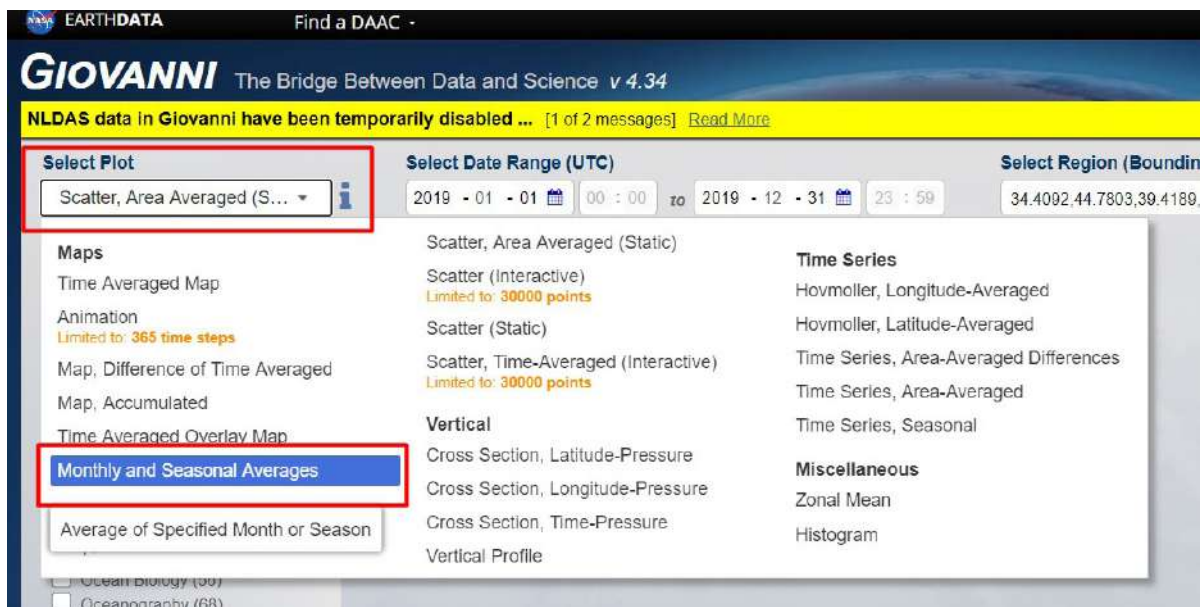 NASA
EARTHDATA Find a DAAC -
GIOVANNI The Bridge Between Data and Science v 4.34
NLDAS data in Giovanni have been temporarily disabled ... [1 of 2 messages] Read More
Select Plot
Scatter, Area Averaged (S...
Select Date Range (UTC)
2019 - 01 - 01 00 : 00 to 2019 - 12 - 31 23 : 59
Select Region (Boundin
34.4092,44.7803,39.4189,
Maps
Time Averaged Map
Animation
Limited to: 365 time steps
Map, Difference of Time Averaged
Map, Accumulated
Time Averaged Overlay Map
Monthly and Seasonal Averages
Average of Specified Month or Season
Scatter, Area Averaged (Static)
Scatter (Interactive)
Limited to: 30000 points
Scatter (Static)
Scatter, Time-Averaged (Interactive)
Limited to: 30000 points
Vertical
Cross Section, Latitude-Pressure
Cross Section, Longitude-Pressure
Cross Section, Time-Pressure
Vertical Profile
Time Series
Hovmoller, Longitude-Averaged
Hovmoller, Latitude-Averaged
Time Series, Area-Averaged Differences
Time Series, Area-Averaged
Time Series, Seasonal
Miscellaneous
Zonal Mean
Histogram
Ocean Biology (56)
Oceanography (68)